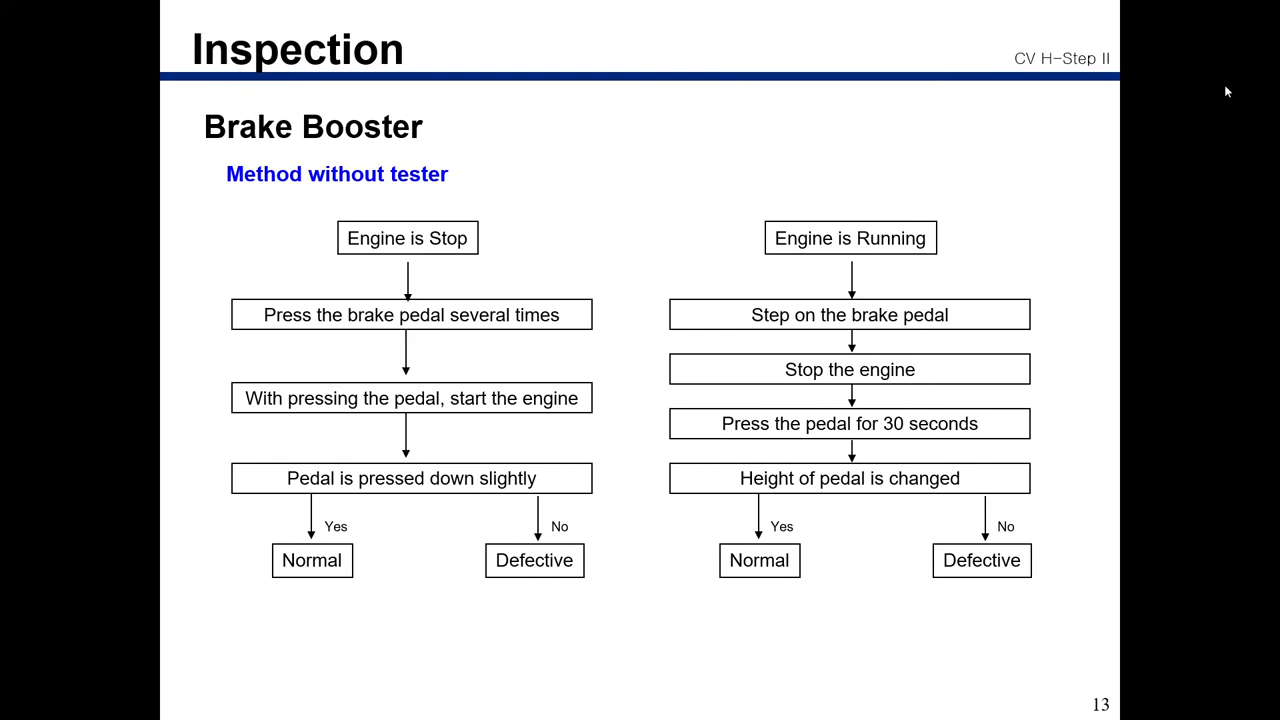 Inspection
CV H-Step II
Brake Booster
Method without tester
Engine is Stop
Press the brake pedal several times
With pressing the pedal, start the engine
Pedal is pressed down slightly
Yes
No
Normal
Defective
Engine is Running
Step on the brake pedal
Stop the engine
Press the pedal for 30 seconds
Height of pedal is changed
Yes
No
Normal
Defective
13